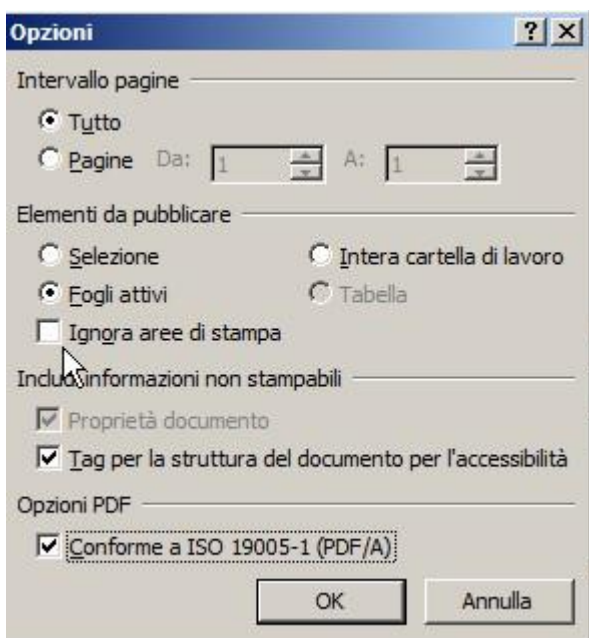 Opzioni
Intervallo pagine
Tutto
Pagine Da: 1 A: 1
Elementi da pubblicare
Selezione Intera cartella di lavoro
Fogli attivi Tabella
Ignora aree di stampa
informazioni non stampabili
Proprietà documento
Tag per la struttura del documento per l'accessibilità
Opzioni PDF
Conforme a ISO 19005-1 (PDF/A)
OK Annulla